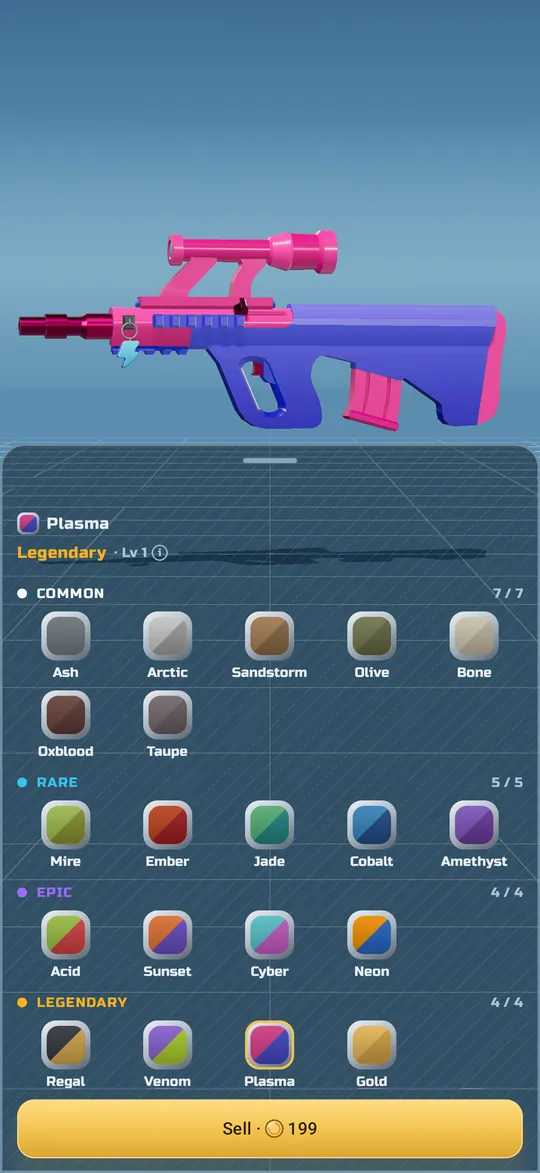 Plasma
Legendary · Lv 1
COMMON 7 / 7
Ash Arctic Sandstorm Olive Bone
Oxblood Taupe
RARE 5 / 5
Mire Ember Jade Cobalt Amethyst
EPIC 4 / 4
Acid Sunset Cyber Neon
LEGENDARY 4 / 4
Regal Venom Plasma Gold
Sell · 199